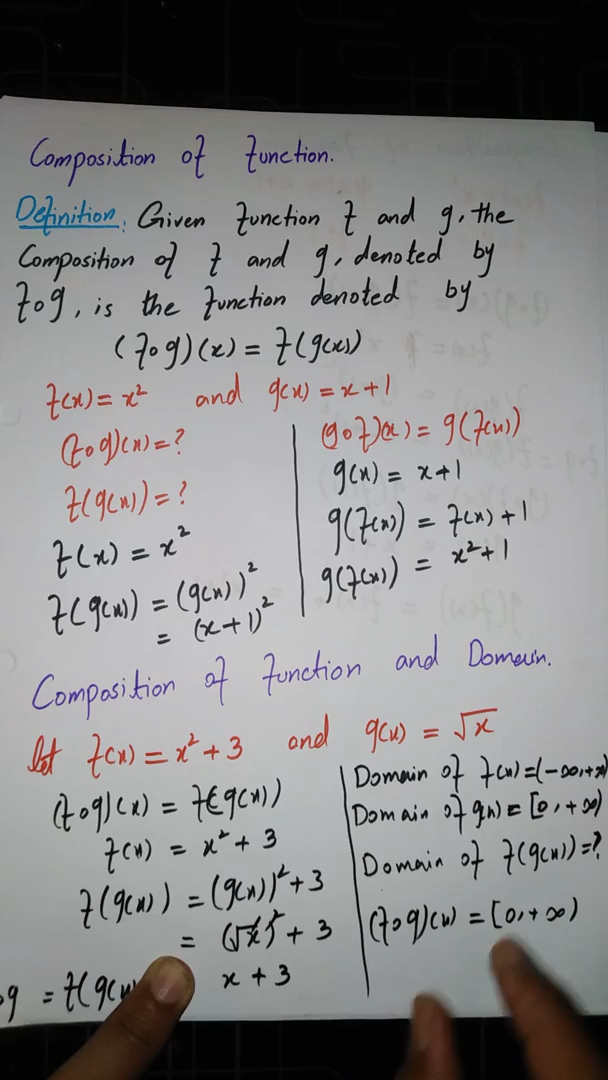 Composition of Function.
Definition: Given Function f and g, the
Composition of f and g, denoted by
fog, is the function denoted by
(fog)(x) = f(g(x))
f(x) = x² and g(x) = x+1
(fog)(x) = ?
f(g(x)) = ?
f(x) = x²
f(g(x)) = (g(x))²
= (x+1)²
(gof)(x) = g(f(x))
g(x) = x+1
g(f(x)) = f(x) + 1
g(f(x)) = x²+1
Composition of Function and Domain.
let f(x) = x² + 3 and g(x) = √x
(fog)(x) = f(g(x))
f(x) = x² + 3
f(g(x)) = (g(x))² + 3
= (√x)² + 3
x + 3
og = f(g(x
Domain of f(x) = (-∞, +∞)
Domain of g(x) = [0, +∞)
Domain of f(g(x)) = ?
(fog)(x) = [0, +∞)